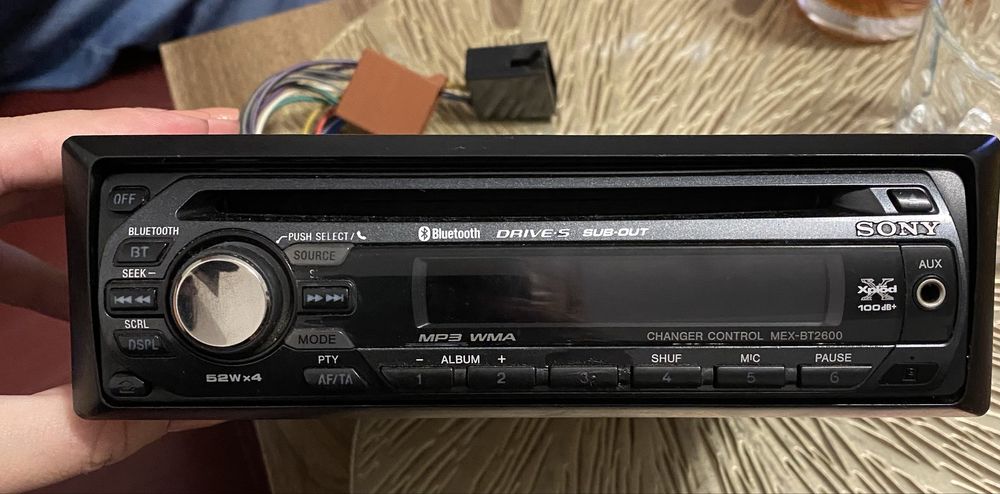 OFF
BLUETOOTH
BT
SEEK –
SCRL
DSPL
52W×4
PUSH SELECT/
SOURCE
MODE
PTY
AF/TA
Bluetooth DRIVE•S SUB-OUT
SONY
MP3 WMA
CHANGER CONTROL MEX-BT2600
X
Xplod
100dB+
AUX
– ALBUM + SHUF MIC PAUSE
1 2 3 4 5 6